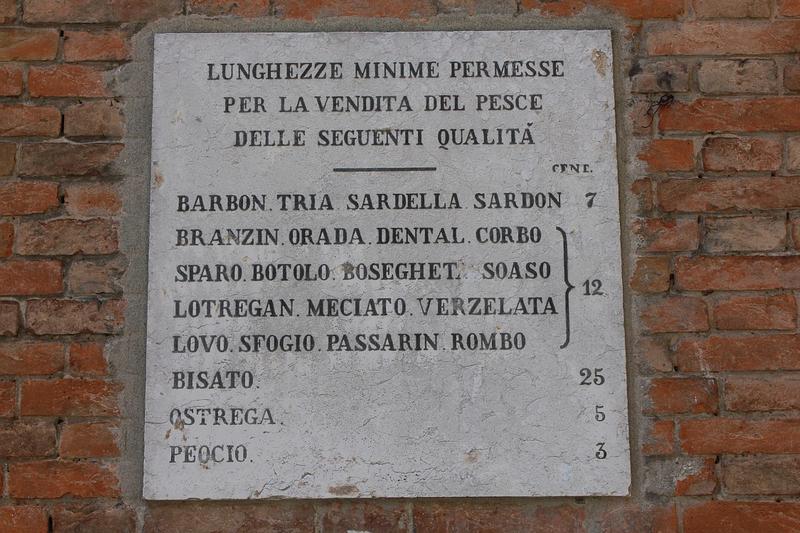 LUNGHEZZE MINIME PERMESSE
PER LA VENDITA DEL PESCE
DELLE SEGUENTI QUALITÀ
CENT.
BARBON. TRIA. SARDELLA. SARDON 7
BRANZIN. ORADA. DENTAL. CORBO
SPARO. BOTOLO. BOSEGHET. SOASO
12
LOTREGAN. MECIATO. VERZELATA
LOVO. SFOGIO. PASSARIN. ROMBO
BISATO. 25
OSTREGA. 5
PEOCIO. 3